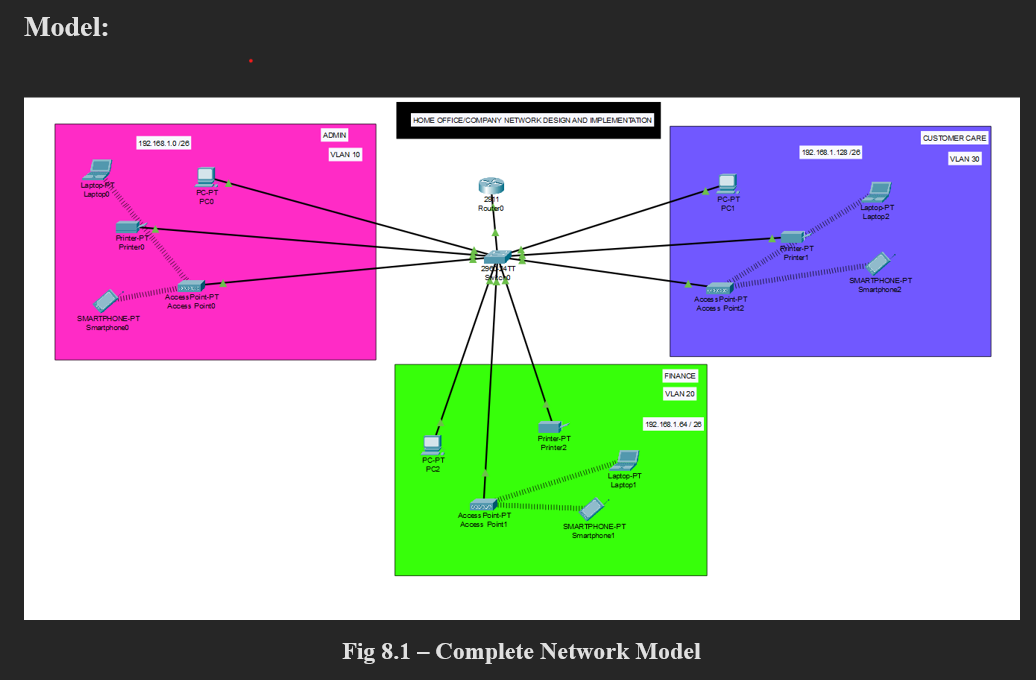 Model:
HOME OFFICE/COMPANY NETWORK DESIGN AND IMPLEMENTATION
ADMIN
192.168.1.0 /26
VLAN 10
Laptop-PT
Laptop0
PC-PT
PC0
Printer-PT
Printer0
AccessPoint-PT
Access Point0
SMARTPHONE-PT
Smartphone0
2811
Router0
2960-24TT
Switch0
CUSTOMER CARE
192.168.1.128 /26
VLAN 30
PC-PT
PC1
Laptop-PT
Laptop2
Printer-PT
Printer1
SMARTPHONE-PT
Smartphone2
AccessPoint-PT
Access Point2
FINANCE
VLAN 20
192.168.1.64 / 26
Printer-PT
Printer2
PC-PT
PC2
Laptop-PT
Laptop1
AccessPoint-PT
Access Point1
SMARTPHONE-PT
Smartphone1
Fig 8.1 – Complete Network Model